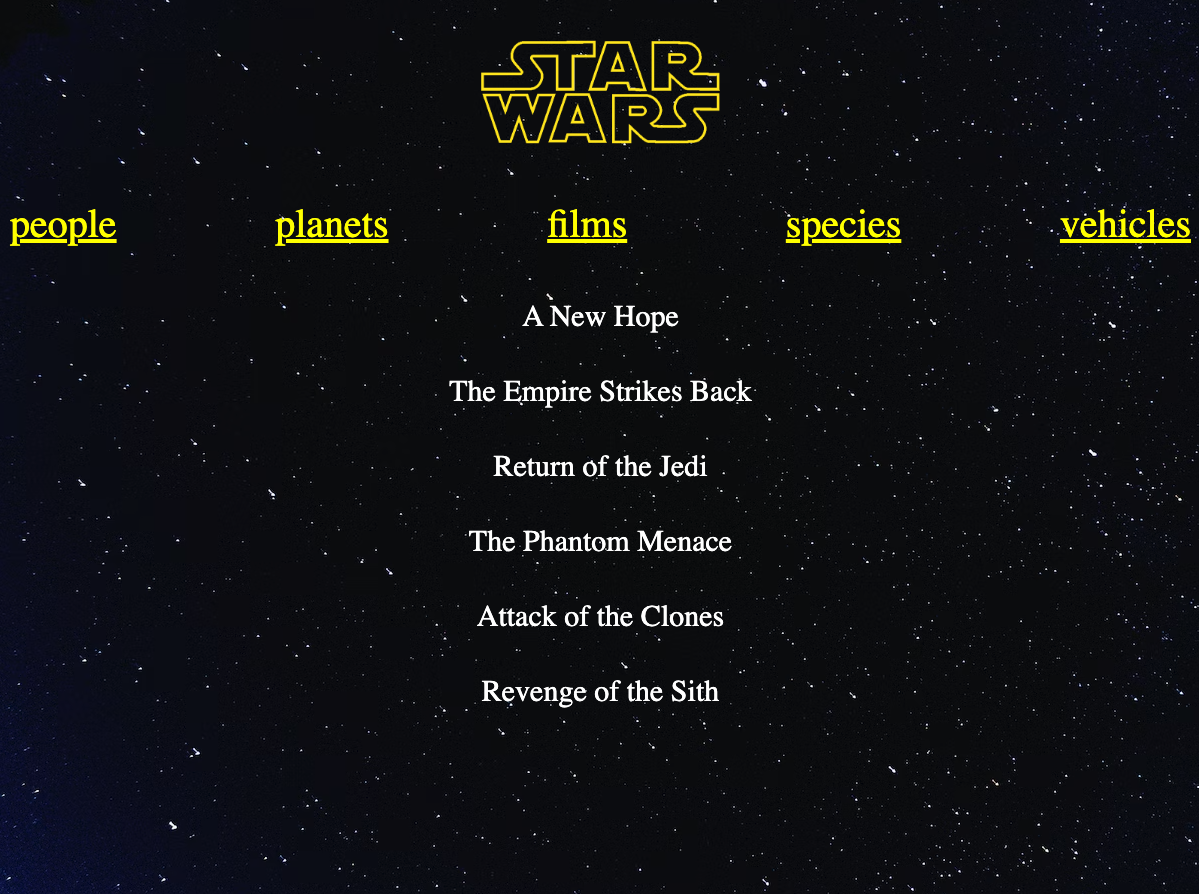 STAR
WARS
people planets films species vehicles
A New Hope
The Empire Strikes Back
Return of the Jedi
The Phantom Menace
Attack of the Clones
Revenge of the Sith